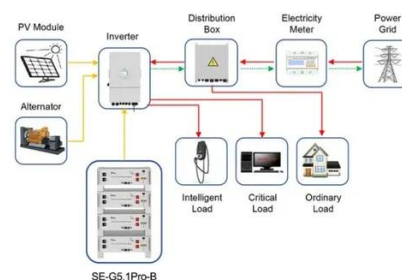 PV Module
Inverter
Distribution
Box
Electricity
Meter
Power
Grid
Alternator
Intelligent
Load
Critical
Load
Ordinary
Load
SE-G5.1Pro-B